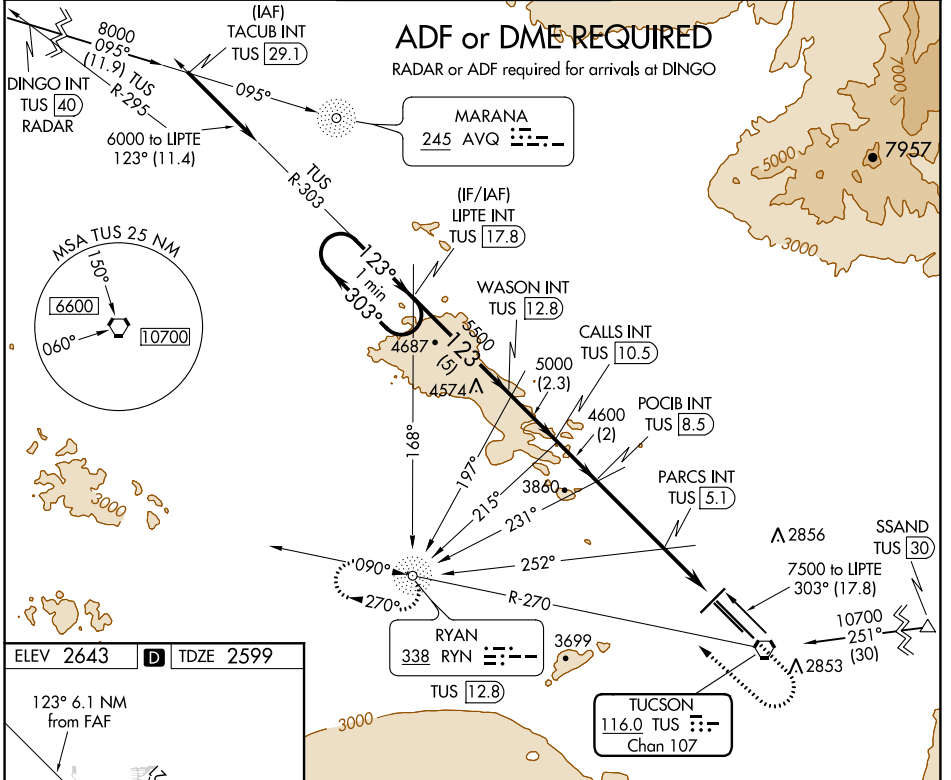 ADF or DME REQUIRED
RADAR or ADF required for arrivals at DINGO
(IAF)
TACUB INT
TUS 29.1
8000
095°
(11.9) TUS
R-295
DINGO INT
TUS 40
RADAR
095°
6000 to LIPTE
123° (11.4)
MARANA
245 AVQ
TUS
R-303
7000
5000
7957
3000
(IF/IAF)
LIPTE INT
TUS 17.8
MSA TUS 25 NM
150°
6600
060°
10700
123°
1 min
303°
WASON INT
TUS 12.8
5500
123
(5)
4687
4574
CALLS INT
TUS 10.5
5000
(2.3)
4600
(2)
POCIB INT
TUS 8.5
168°
197°
215°
231°
3860
PARCS INT
TUS 5.1
3000
252°
2856
SSAND
TUS 30
7500 to LIPTE
303° (17.8)
090°
270°
R-270
10700
251°
(30)
RYAN
338 RYN
TUS 12.8
3699
2853
TUCSON
116.0 TUS
Chan 107
3000
ELEV 2643 D TDZE 2599
123° 6.1 NM
from FAF